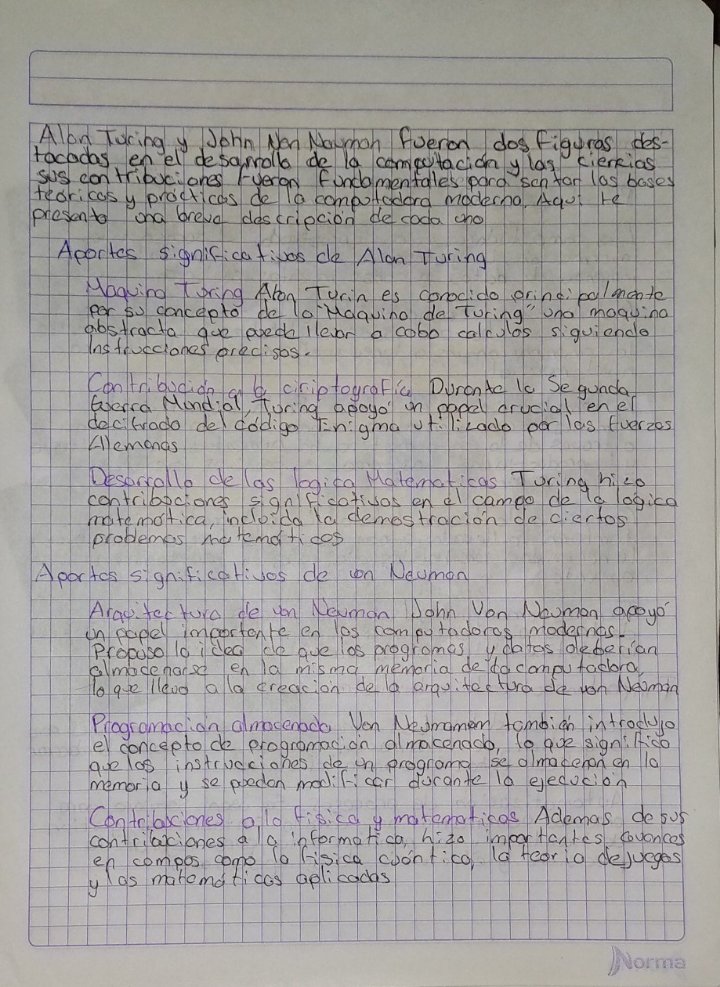 Alan Turing y John Von Neuman fueron dos figuras des-
tacadas en el desarrollo de la computación y las ciencias
sus contribuciones fueron fundamentales para sentar las bases
teóricas y prácticas de la computadora moderna. Aqui te
presento una breve descripción de cada uno
Aportes significativos de Alan Turing
Maquina Turing Alan Turin es conocido principalmente
por su concepto de la "Maquina de Turing" una maquina
abstracta que puede llevar a cabo calculos siguiendo
Instrucciones precisas.
Contribución a la criptografía Durante la Segunda
Guerra Mundial, Turing apoyo un papel crucial en el
decifrado del código Enigma utilizado por las fuerzas
Alemanas
Desarrollo de las logica Matematicas Turing hizo
contribuciones significativas en el campo de la logica
matematica, incluida la demostración de ciertos
problemas matemáticos
Aportes significativos de von Neuman
Arquitectura de von Neuman John Von Neuman apoyó
un papel importante en las computadoras modernas.
Propuso la idea de que los programas y datos deberían
almacenarse en la misma memoria de la computadora,
lo que llevo a la creación de la arquitectura de von Neuman
Programación almacenada Von Neumamn tambien introdujo
el concepto de programación almacenada, lo que significo
que las instrucciones de un programa se almacenan en la
memoria y se puedan modificar durante la ejecución
Contribuciones a la fisica y matematicas Ademas de sus
contribuciones a la informatica, hizo importantes
en campos como la fisica cuántica, la teoria de juegos
y las matemáticas aplicadas
Norma